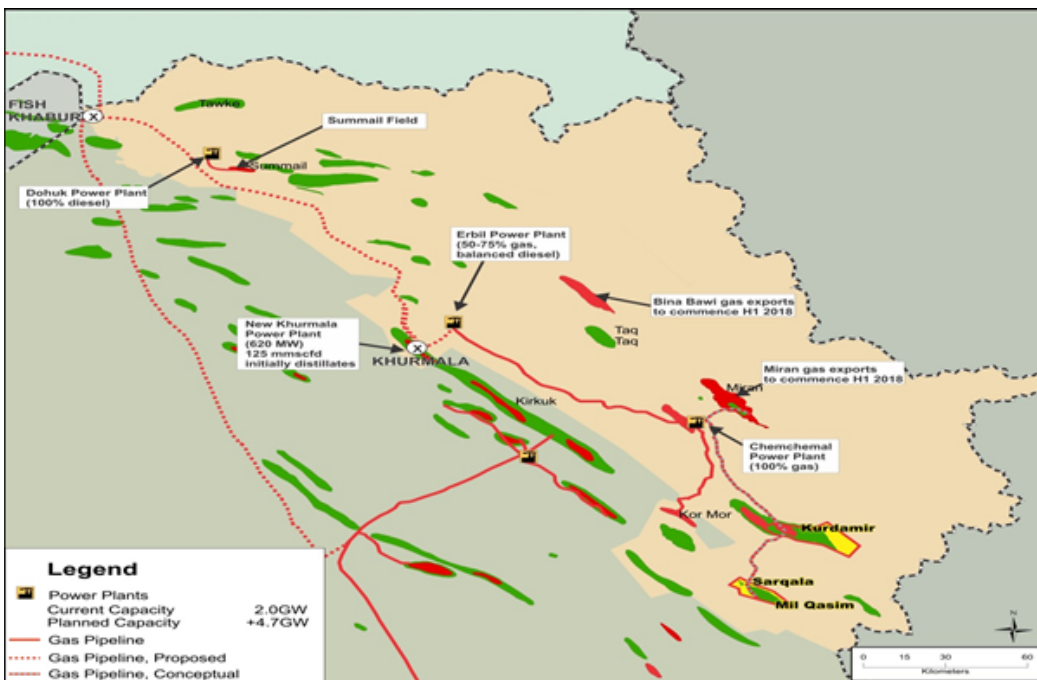 FISH
KHABUR
X
Tawke
Summail Field
Summail
Dohuk Power Plant
(100% diesel)
Erbil Power Plant
(50-75% gas,
balanced diesel)
Bina Bawi gas exports
to commence H1 2018
New Khurmala
Power Plant
(620 MW)
125 mmscfd
initially distillates
X
KHURMALA
Taq
Taq
Miran gas exports
to commence H1 2018
Miran
Kirkuk
Chemchemal
Power Plant
(100% gas)
Kor Mor
Kurdamir
Sarqala
Mil Qasim
Legend
Power Plants
Current Capacity 2.0GW
Planned Capacity +4.7GW
Gas Pipeline
Gas Pipeline, Proposed
Gas Pipeline, Conceptual
N
0 15 30 60
Kilometers